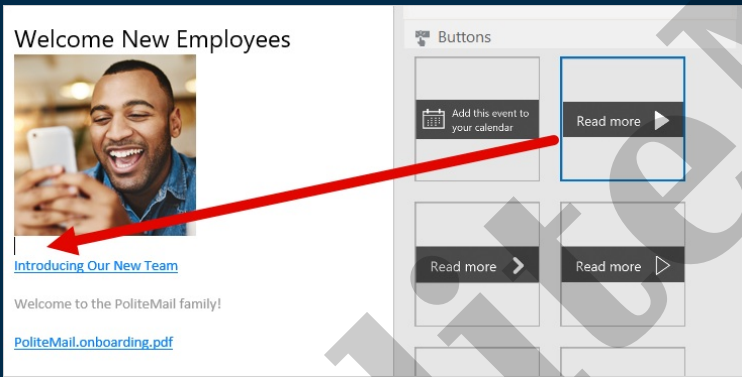 Welcome New Employees
Introducing Our New Team
Welcome to the PoliteMail family!
PoliteMail.onboarding.pdf
Buttons
Add this event to
your calendar
Read more
Read more
Read more